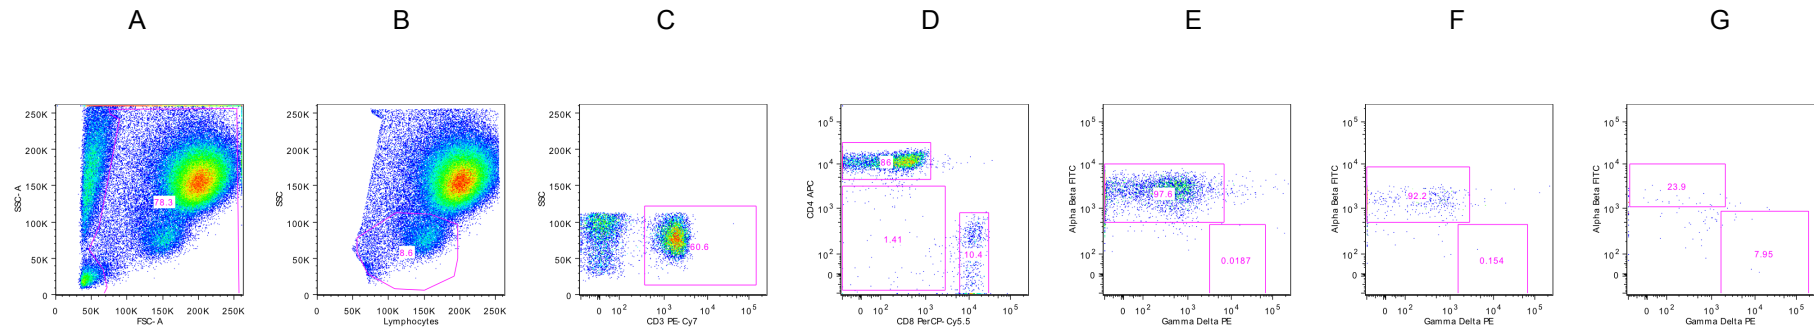 A B C D E F G
250K 200K 150K 100K 50K 0
SSC-A
78.3
0 50K 100K 150K 200K 250K
FSC-A
250K 200K 150K 100K 50K 0
SSC
8.6
0 50K 100K 150K 200K 250K
Lymphocytes
250K 200K 150K 100K 50K 0
SSC
60.6
10² 10³ 10⁴ 10⁵
CD3 PE-Cy7
10⁵ 10⁴ 10³ 10² 0
CD4 APC
86
1.41
10.4
0 10² 10³ 10⁴ 10⁵
CD8 PerCP-Cy5.5
10⁵ 10⁴ 10³ 10² 0
Alpha Beta FITC
97.6
0.0187
0 10² 10³ 10⁴ 10⁵
Gamma Delta PE
10⁵ 10⁴ 10³ 10² 0
Alpha Beta FITC
92.2
0.154
0 10² 10³ 10⁴ 10⁵
Gamma Delta PE
10⁵ 10⁴ 10³ 10² 0
Alpha Beta FITC
23.9
7.95
0 10² 10³ 10⁴ 10⁵
Gamma Delta PE